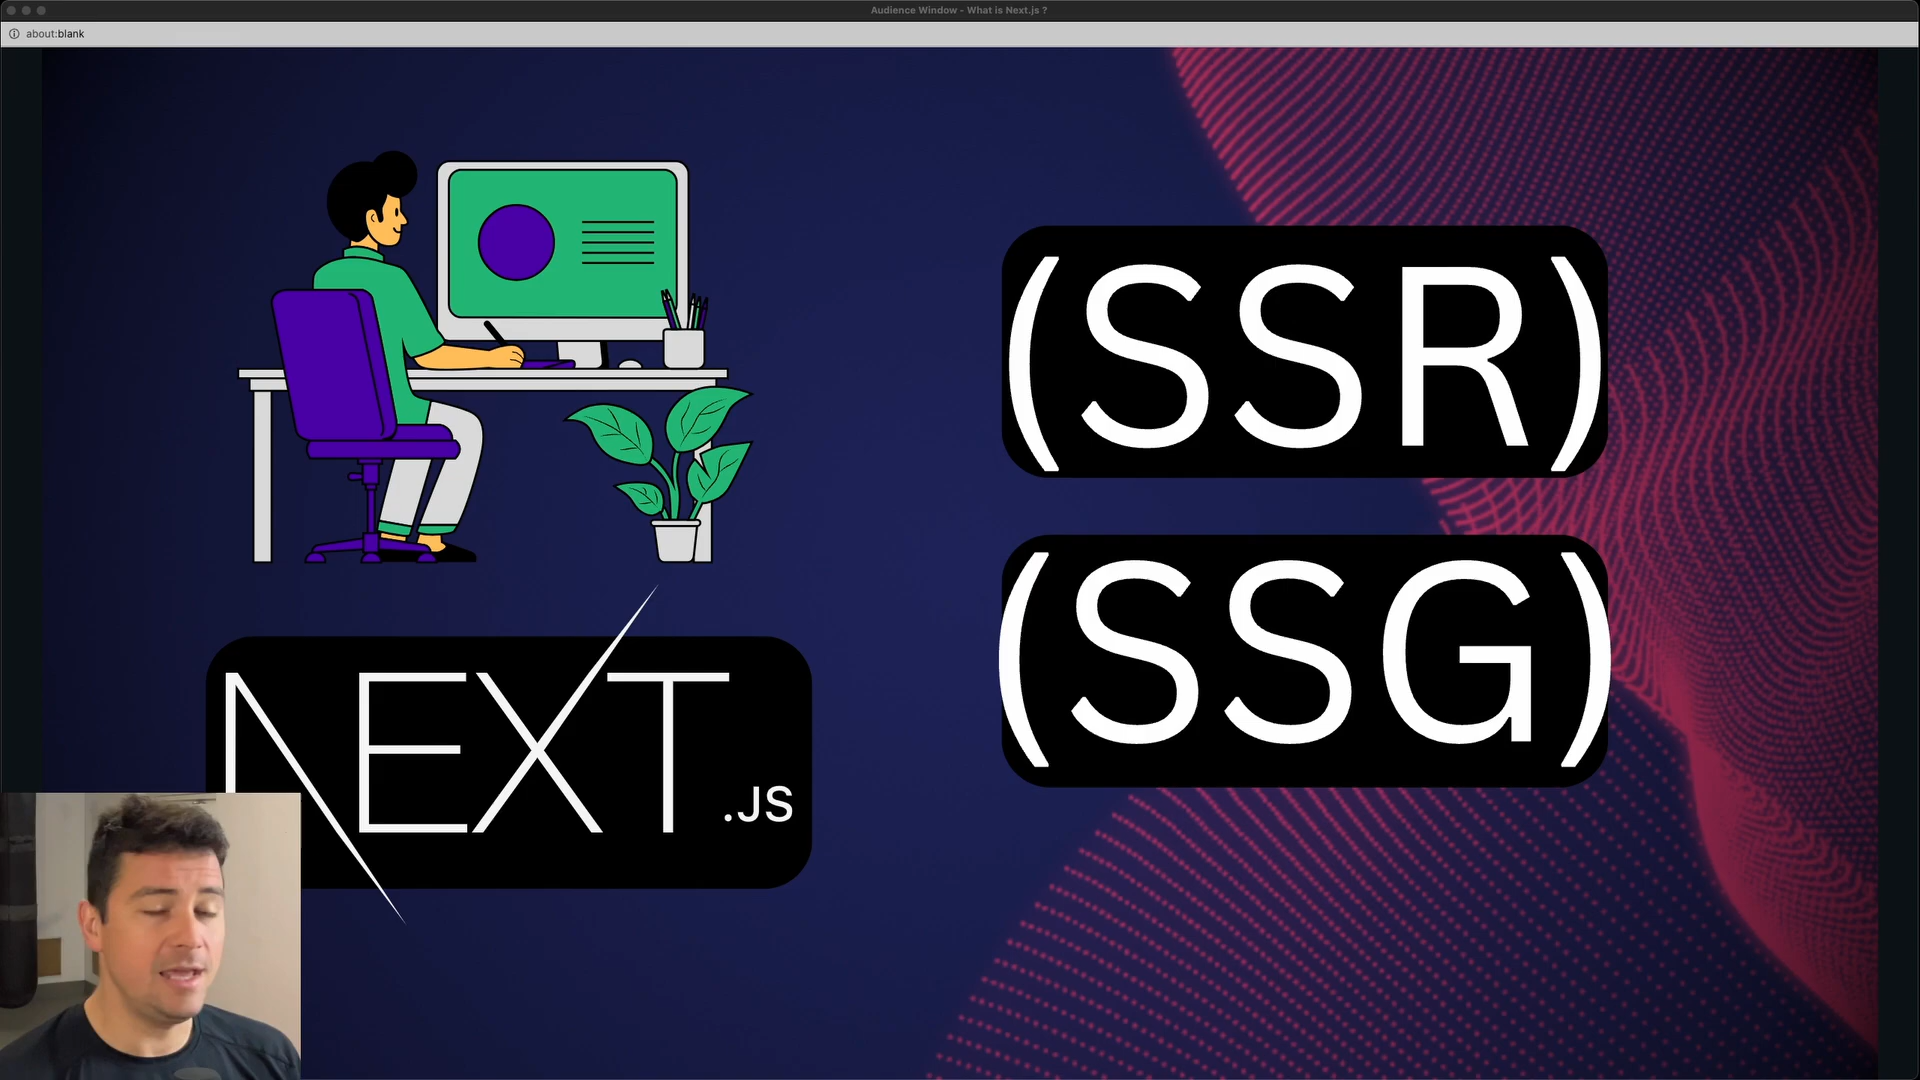 Audience Window - What is Next.js ?
about:blank
(SSR)
(SSG)
NEXT.JS